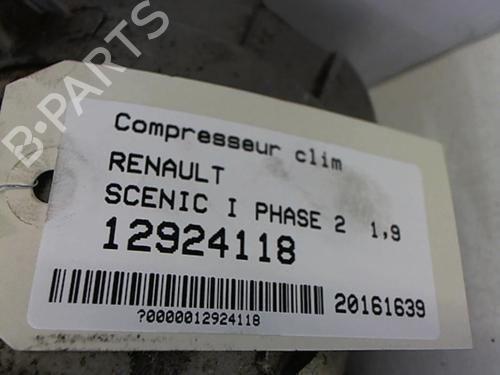 B-PARTS
Compresseur clim
RENAULT
SCENIC I PHASE 2 1,9
12924118
20161639
?0000012924118